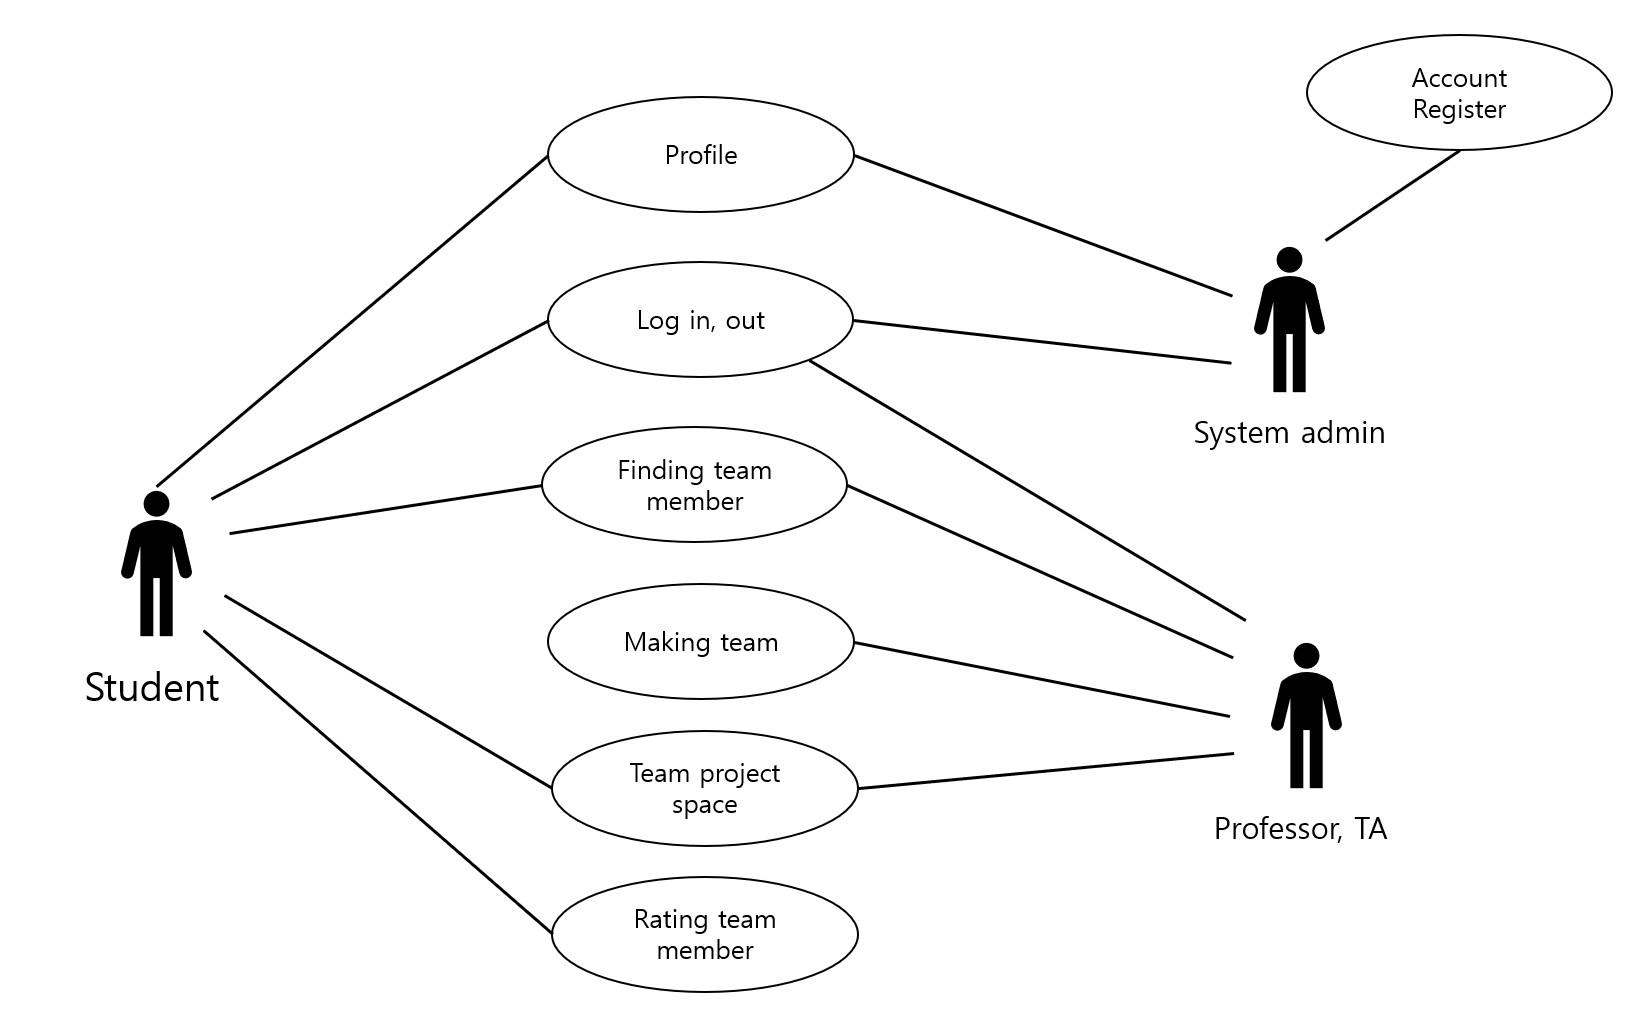 Account
Register
Profile
Log in, out
System admin
Finding team
member
Making team
Student
Team project
space
Professor, TA
Rating team
member